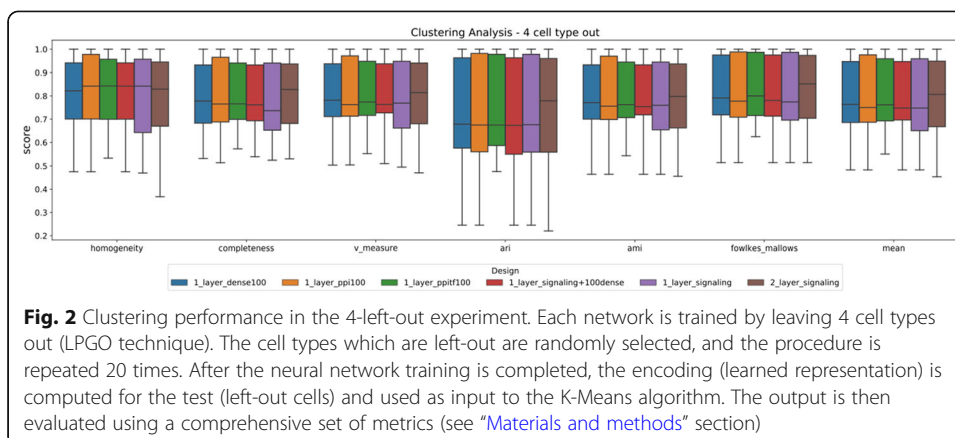 Clustering Analysis - 4 cell type out
score
1.0
0.9
0.8
0.7
0.6
0.5
0.4
0.3
0.2
homogeneity completeness v_measure ari ami fowlkes_mallows mean
Design
1_layer_dense100 1_layer_ppi100 1_layer_ppitf100 1_layer_signaling+100dense 1_layer_signaling 2_layer_signaling
Fig. 2 Clustering performance in the 4-left-out experiment. Each network is trained by leaving 4 cell types
out (LPGO technique). The cell types which are left-out are randomly selected, and the procedure is
repeated 20 times. After the neural network training is completed, the encoding (learned representation) is
computed for the test (left-out cells) and used as input to the K-Means algorithm. The output is then
evaluated using a comprehensive set of metrics (see “Materials and methods” section)